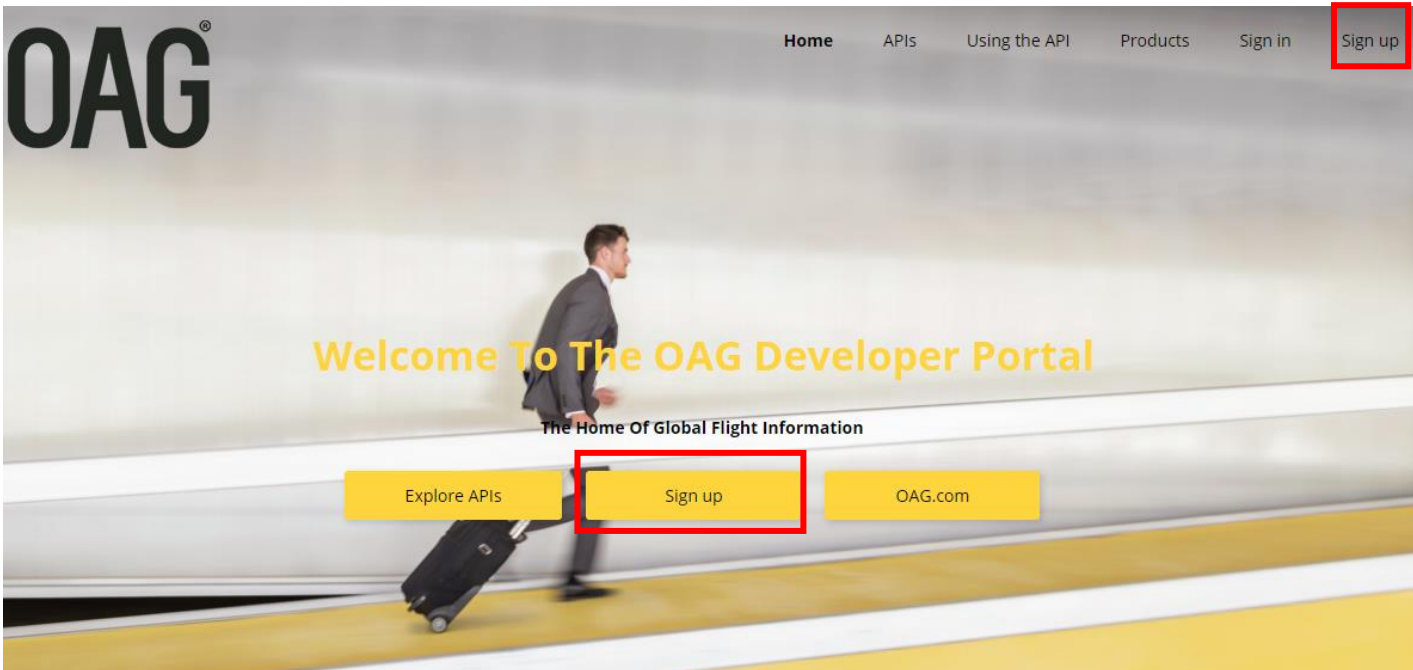 OAG®
Home APIs Using the API Products Sign in Sign up
Welcome To The OAG Developer Portal
The Home Of Global Flight Information
Explore APIs Sign up OAG.com